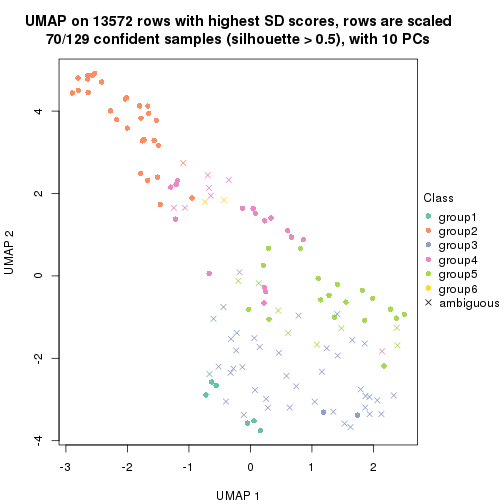 UMAP on 13572 rows with highest SD scores, rows are scaled
70/129 confident samples (silhouette > 0.5), with 10 PCs
UMAP 2
4
2
0
-2
-4
-3
-2
-1
0
1
2
UMAP 1
Class
group1
group2
group3
group4
group5
group6
ambiguous